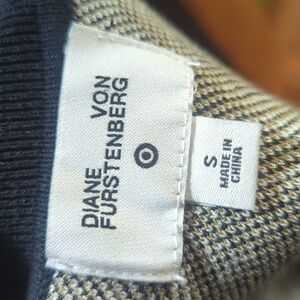 DIANE VON
FURSTENBERG
S
MADE IN
CHINA